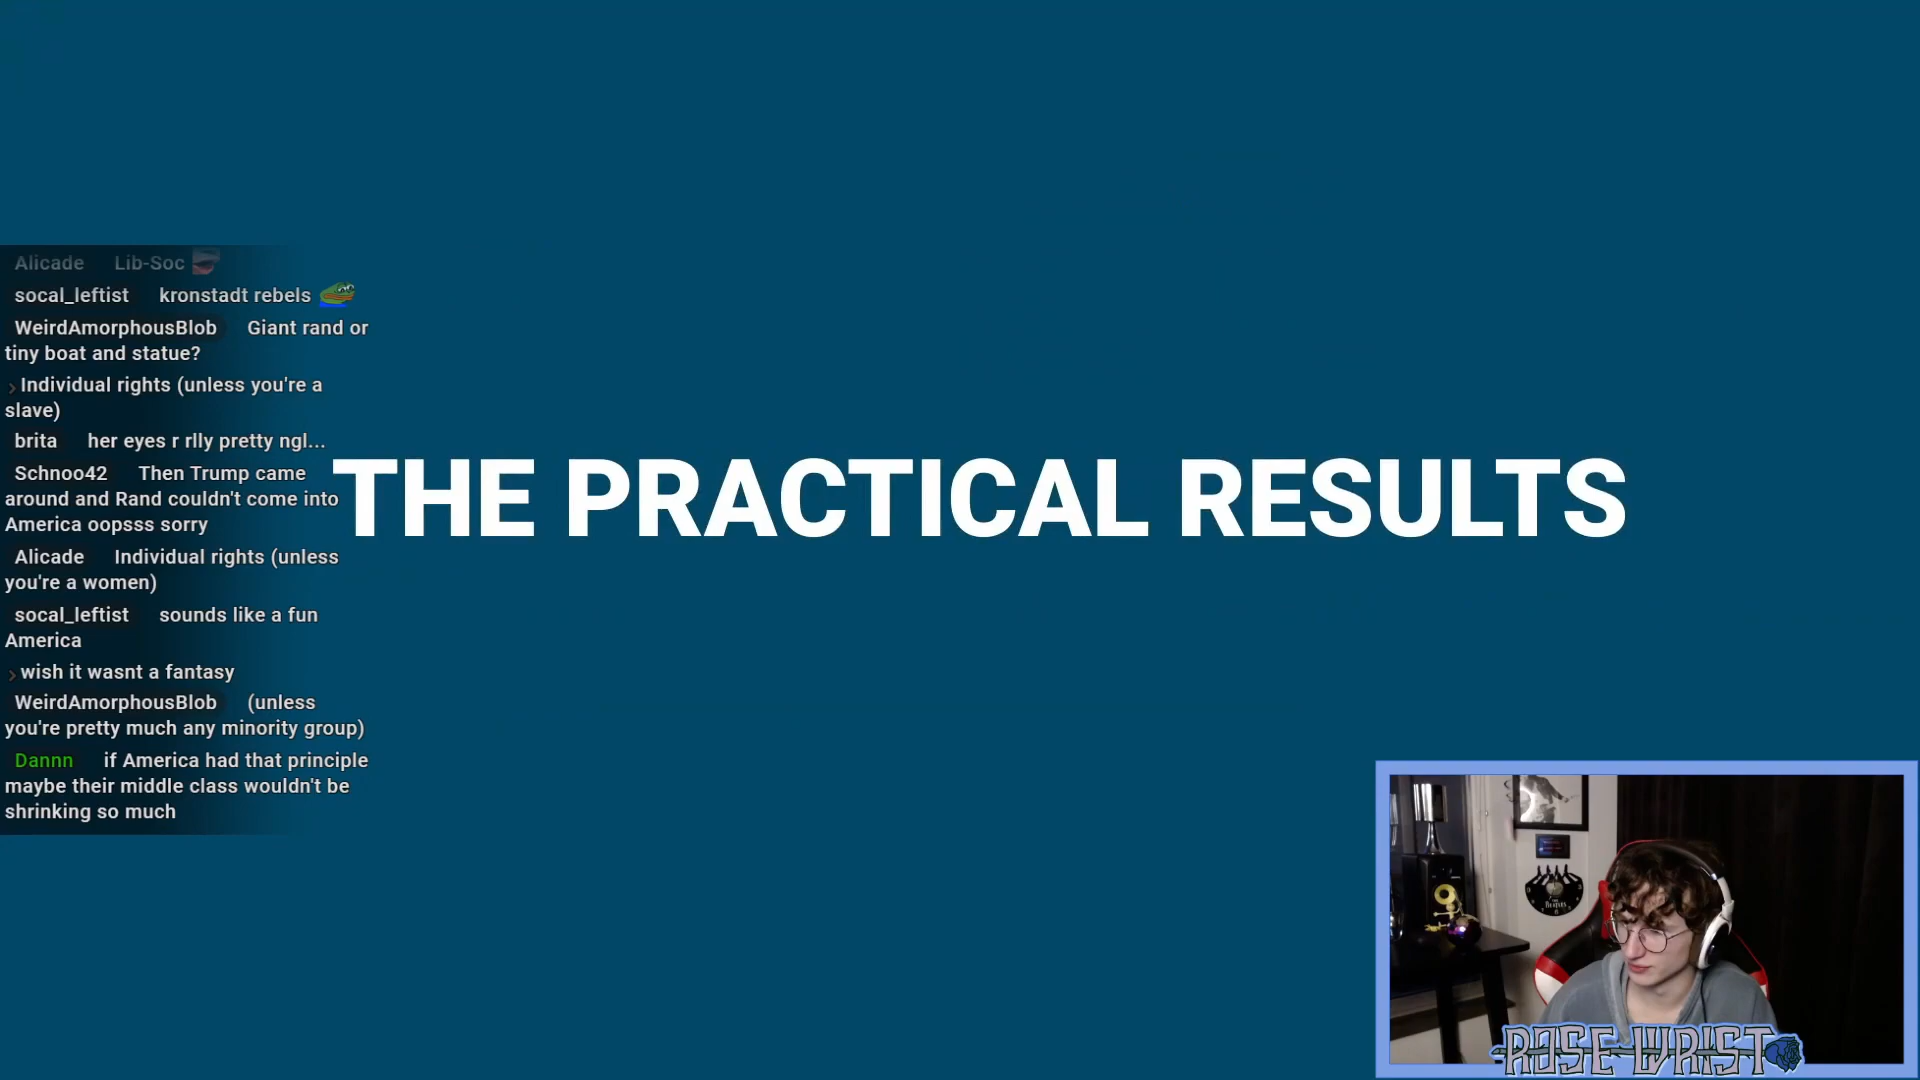 Alicade Lib-Soc
socal_leftist kronstadt rebels
WeirdAmorphousBlob Giant rand or
tiny boat and statue?
Individual rights (unless you're a
slave)
brita her eyes r rlly pretty ngl...
Schnoo42 Then Trump came
around and Rand couldn't come into
America oopsss sorry
Alicade Individual rights (unless
you're a women)
socal_leftist sounds like a fun
America
wish it wasnt a fantasy
WeirdAmorphousBlob (unless
you're pretty much any minority group)
Dannn if America had that principle
maybe their middle class wouldn't be
shrinking so much
THE PRACTICAL RESULTS
THE BEATLES
ROSE WRIST